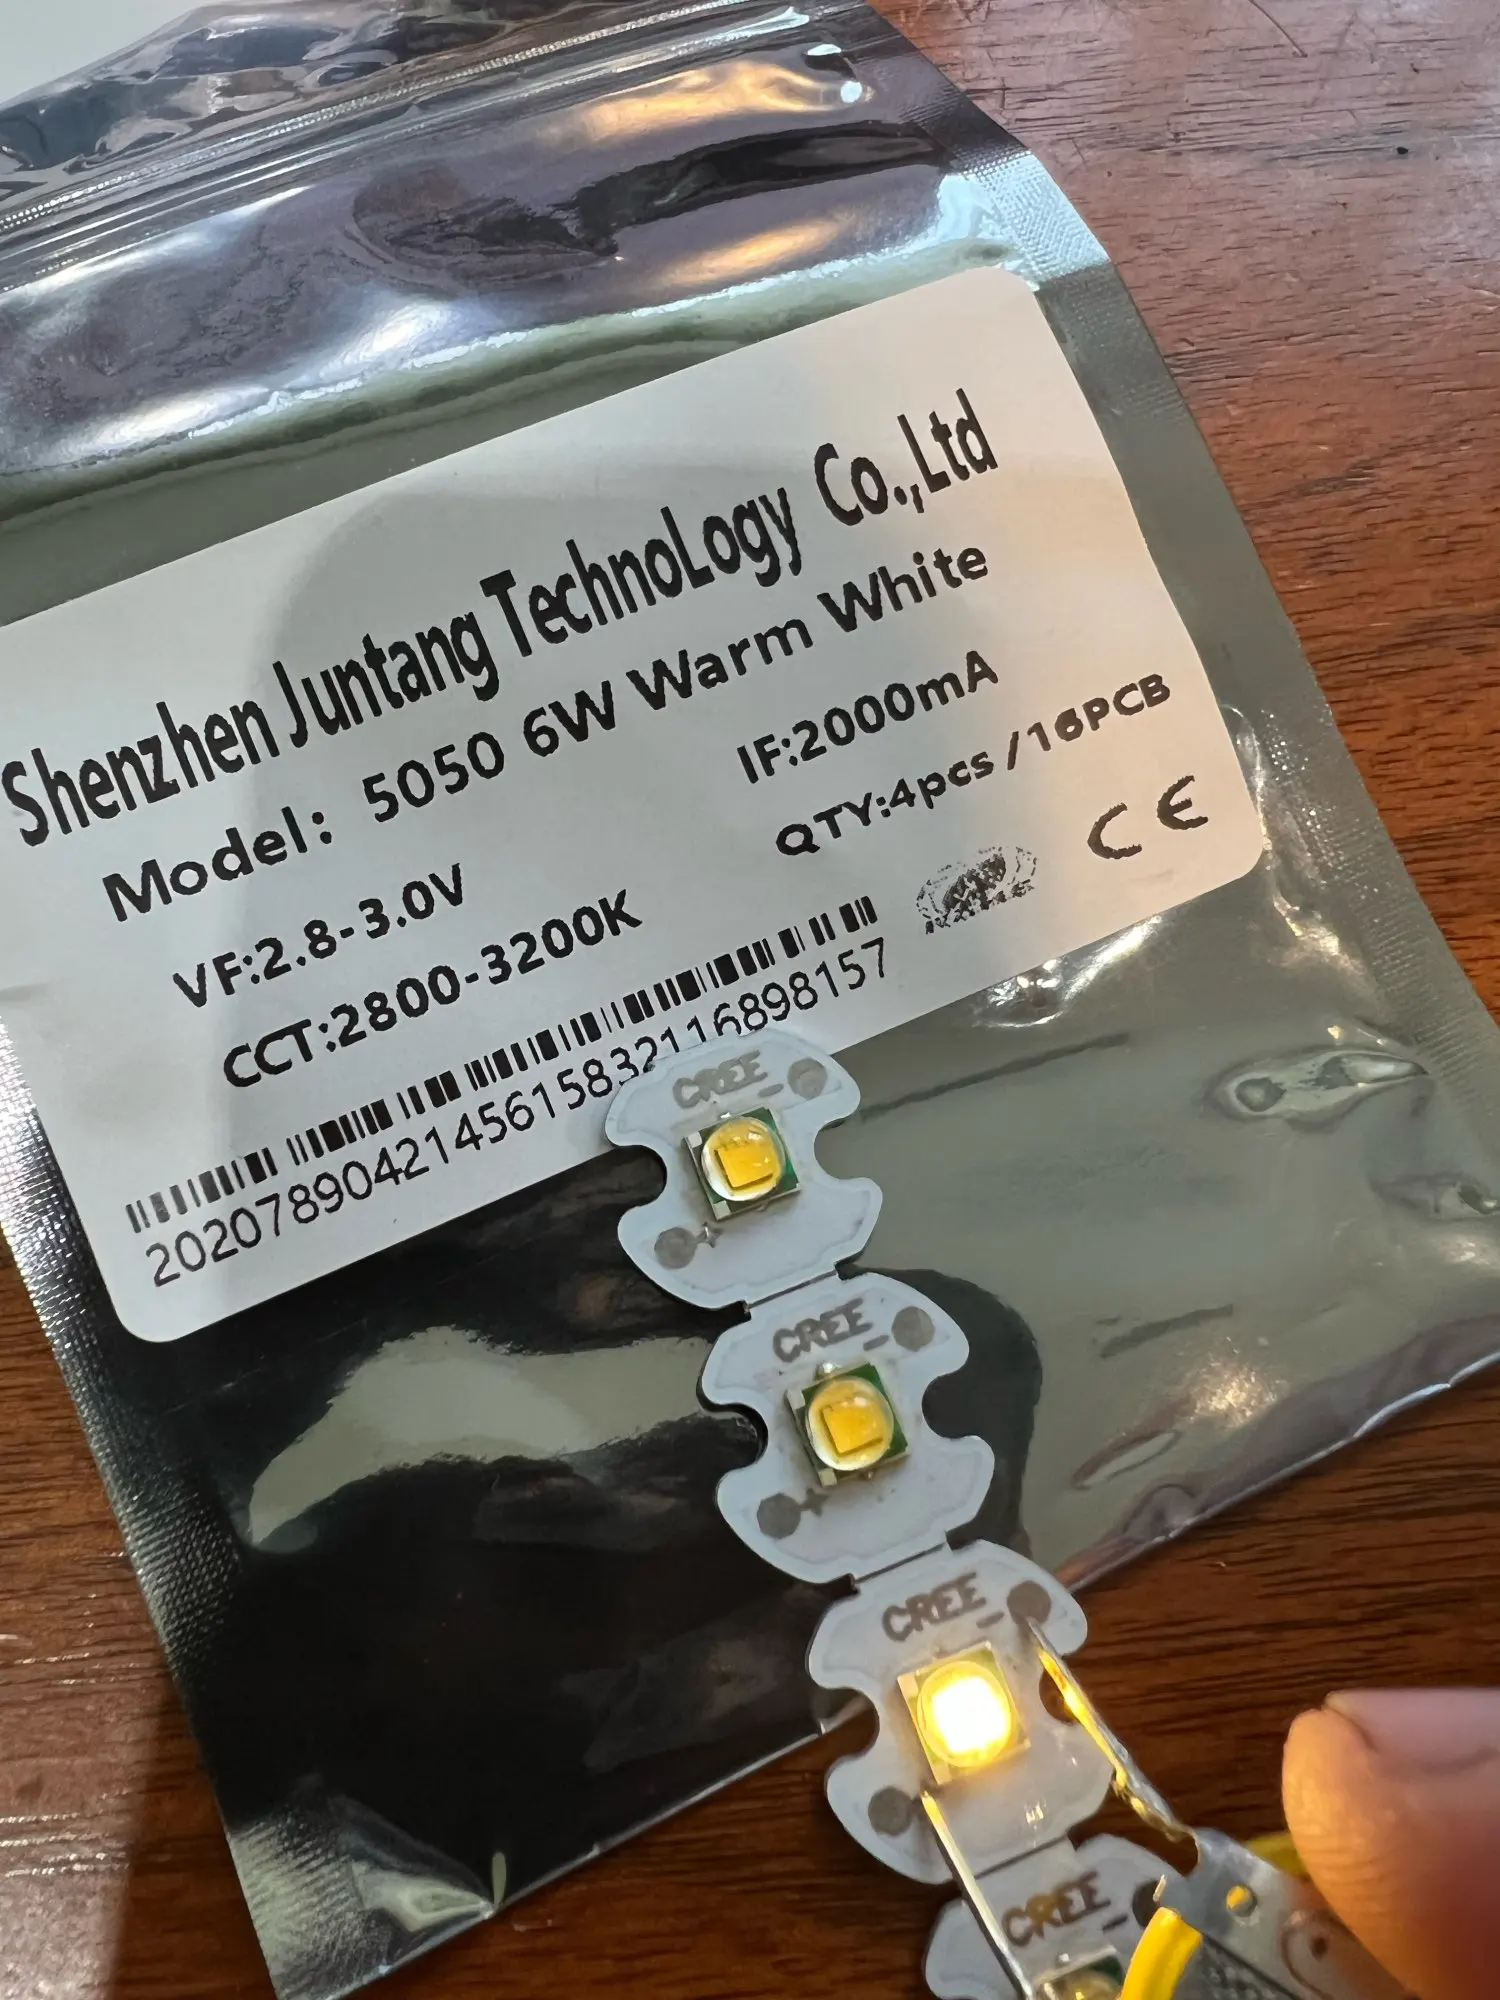 Shenzhen Juntang TechnoLogy Co.,Ltd
Model: 5050 6W Warm White
VF:2.8-3.0V IF:2000mA
CCT:2800-3200K QTY:4pcs/16PCB
CE
2020789042145615832116898157
CREE -
+
CREE -
+
CREE -
CREE -